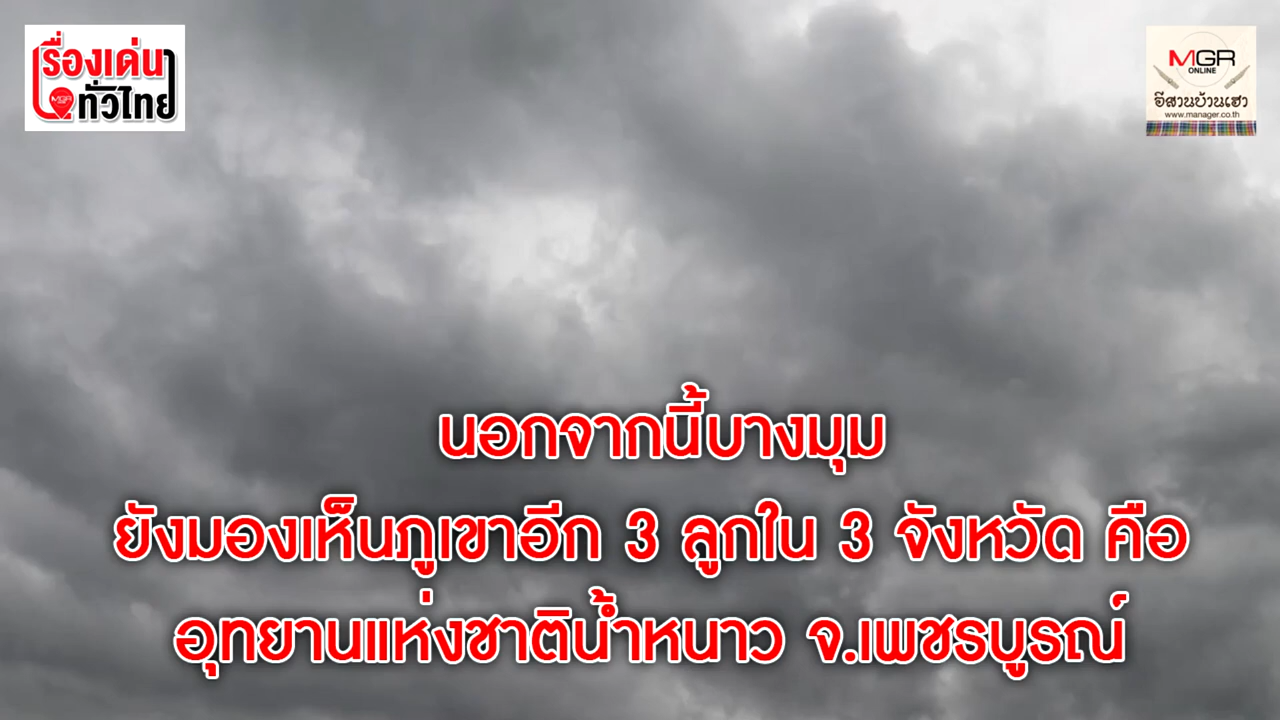 เรื่องเด่น
MGR
ทั่วไทย
MGR
ONLINE
อีสานบ้านเฮา
www.manager.co.th
นอกจากนี้บางมุม
ยังมองเห็นภูเขาอีก 3 ลูกใน 3 จังหวัด คือ
อุทยานแห่งชาติน้ำหนาว จ.เพชรบูรณ์